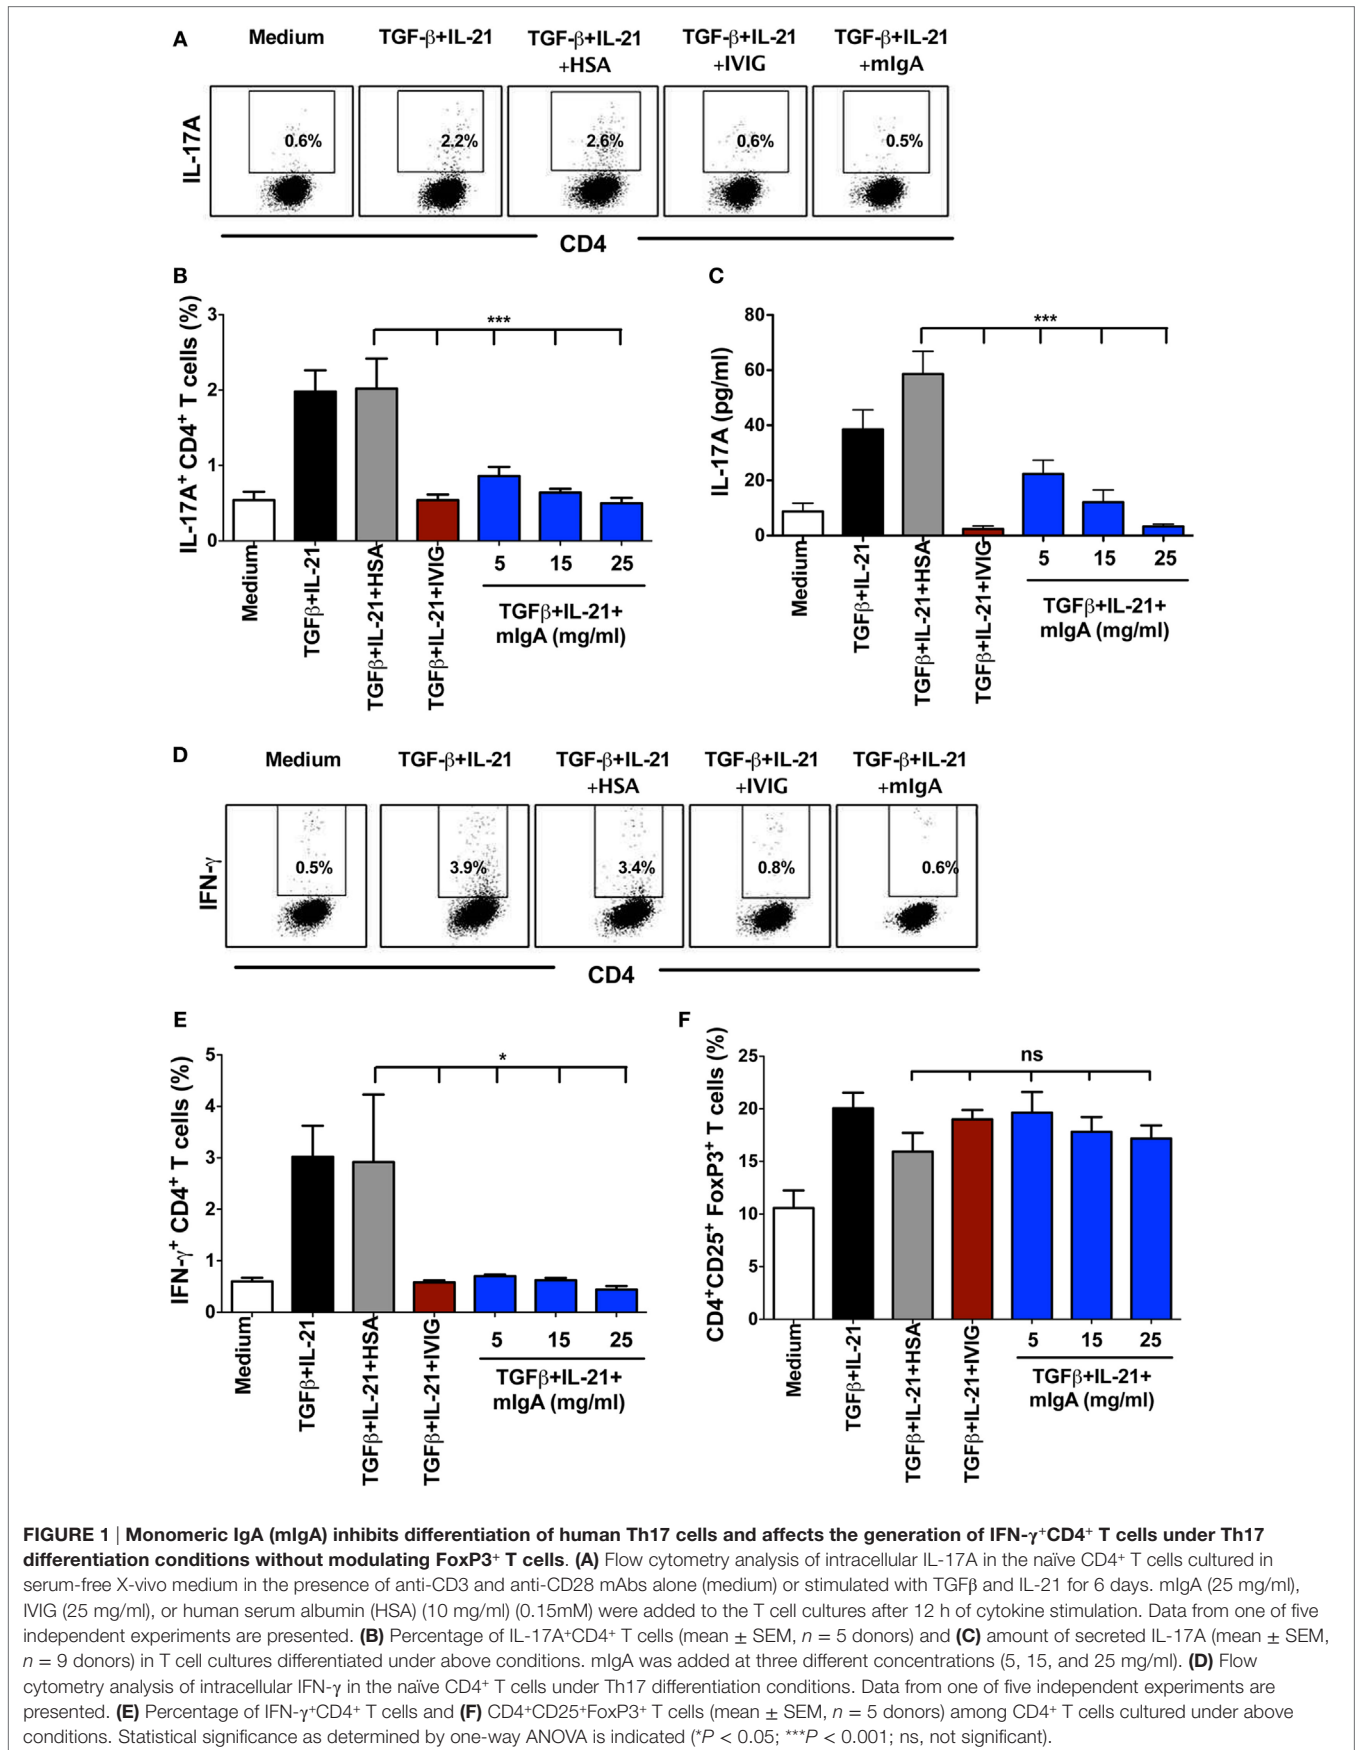 A
Medium
TGF-β+IL-21
TGF-β+IL-21
+HSA
TGF-β+IL-21
+IVIG
TGF-β+IL-21
+mIgA
IL-17A
0.6%
2.2%
2.6%
0.6%
0.5%
CD4
B
IL-17A⁺ CD4⁺ T cells (%)
3
2
1
0
***
Medium
TGFβ+IL-21
TGFβ+IL-21+HSA
TGFβ+IL-21+IVIG
5
15
25
TGFβ+IL-21+
mIgA (mg/ml)
C
IL-17A (pg/ml)
80
60
40
20
0
***
Medium
TGFβ+IL-21
TGFβ+IL-21+HSA
TGFβ+IL-21+IVIG
5
15
25
TGFβ+IL-21+
mIgA (mg/ml)
D
Medium
TGF-β+IL-21
TGF-β+IL-21
+HSA
TGF-β+IL-21
+IVIG
TGF-β+IL-21
+mIgA
IFN-γ
0.5%
3.9%
3.4%
0.8%
0.6%
CD4
E
IFN-γ⁺ CD4⁺ T cells (%)
5
4
3
2
1
0
*
Medium
TGFβ+IL-21
TGFβ+IL-21+HSA
TGFβ+IL-21+IVIG
5
15
25
TGFβ+IL-21+
mIgA (mg/ml)
F
CD4⁺CD25⁺ FoxP3⁺ T cells (%)
25
20
15
10
5
0
ns
Medium
TGFβ+IL-21
TGFβ+IL-21+HSA
TGFβ+IL-21+IVIG
5
15
25
TGFβ+IL-21+
mIgA (mg/ml)
FIGURE 1 | Monomeric IgA (mIgA) inhibits differentiation of human Th17 cells and affects the generation of IFN-γ⁺CD4⁺ T cells under Th17
differentiation conditions without modulating FoxP3⁺ T cells. (A) Flow cytometry analysis of intracellular IL-17A in the naïve CD4⁺ T cells cultured in
serum-free X-vivo medium in the presence of anti-CD3 and anti-CD28 mAbs alone (medium) or stimulated with TGFβ and IL-21 for 6 days. mIgA (25 mg/ml),
IVIG (25 mg/ml), or human serum albumin (HSA) (10 mg/ml) (0.15mM) were added to the T cell cultures after 12 h of cytokine stimulation. Data from one of five
independent experiments are presented. (B) Percentage of IL-17A⁺CD4⁺ T cells (mean ± SEM, n = 5 donors) and (C) amount of secreted IL-17A (mean ± SEM,
n = 9 donors) in T cell cultures differentiated under above conditions. mIgA was added at three different concentrations (5, 15, and 25 mg/ml). (D) Flow
cytometry analysis of intracellular IFN-γ in the naïve CD4⁺ T cells under Th17 differentiation conditions. Data from one of five independent experiments are
presented. (E) Percentage of IFN-γ⁺CD4⁺ T cells and (F) CD4⁺CD25⁺FoxP3⁺ T cells (mean ± SEM, n = 5 donors) among CD4⁺ T cells cultured under above
conditions. Statistical significance as determined by one-way ANOVA is indicated (*P < 0.05; ***P < 0.001; ns, not significant).